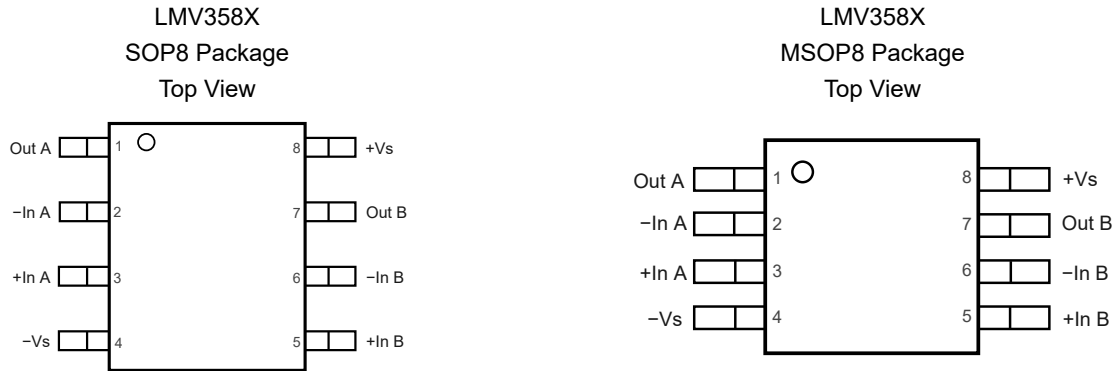 LMV358X
SOP8 Package
Top View
Out A 1 8 +Vs
−In A 2 7 Out B
+In A 3 6 −In B
−Vs 4 5 +In B
LMV358X
MSOP8 Package
Top View
Out A 1 8 +Vs
−In A 2 7 Out B
+In A 3 6 −In B
−Vs 4 5 +In B